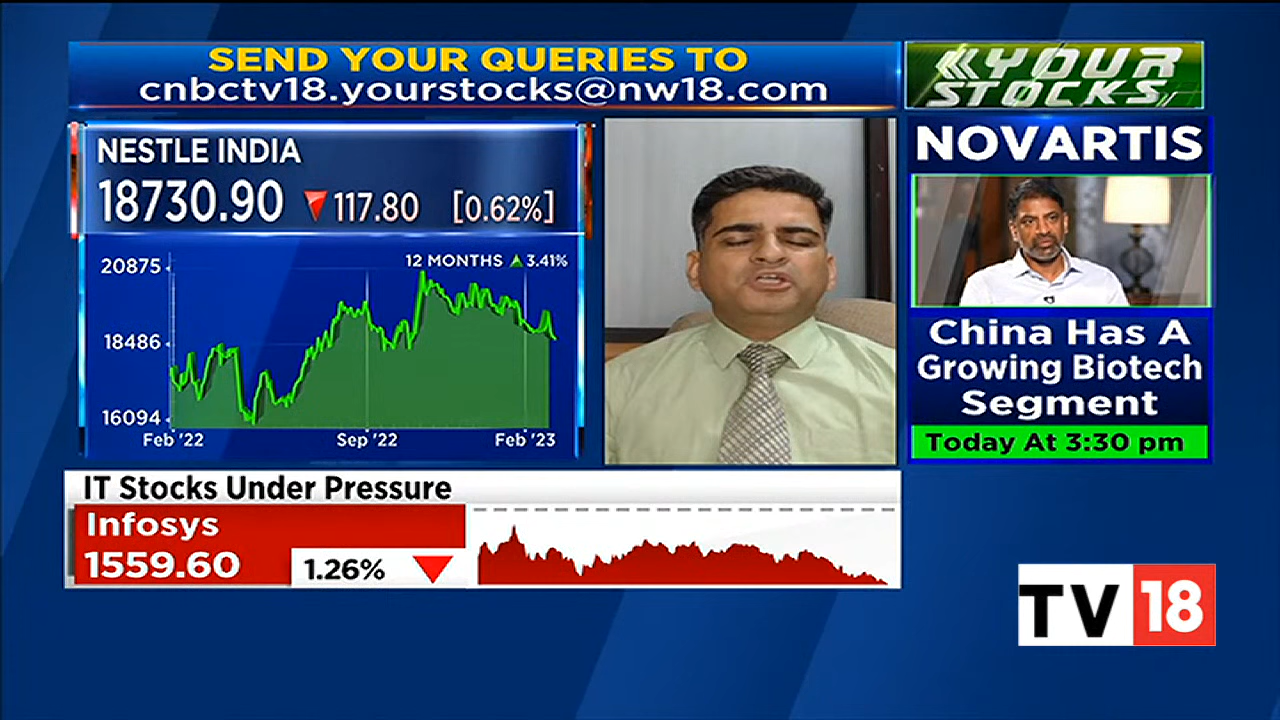 SEND YOUR QUERIES TO
cnbctv18.yourstocks@nw18.com
YOUR
STOCKS
NESTLE INDIA
18730.90 ▼ 117.80 [0.62%]
12 MONTHS ▲ 3.41%
20875
18486
16094
Feb '22 Sep '22 Feb '23
NOVARTIS
China Has A
Growing Biotech
Segment
Today At 3:30 pm
IT Stocks Under Pressure
Infosys
1559.60 1.26% ▼
TV18